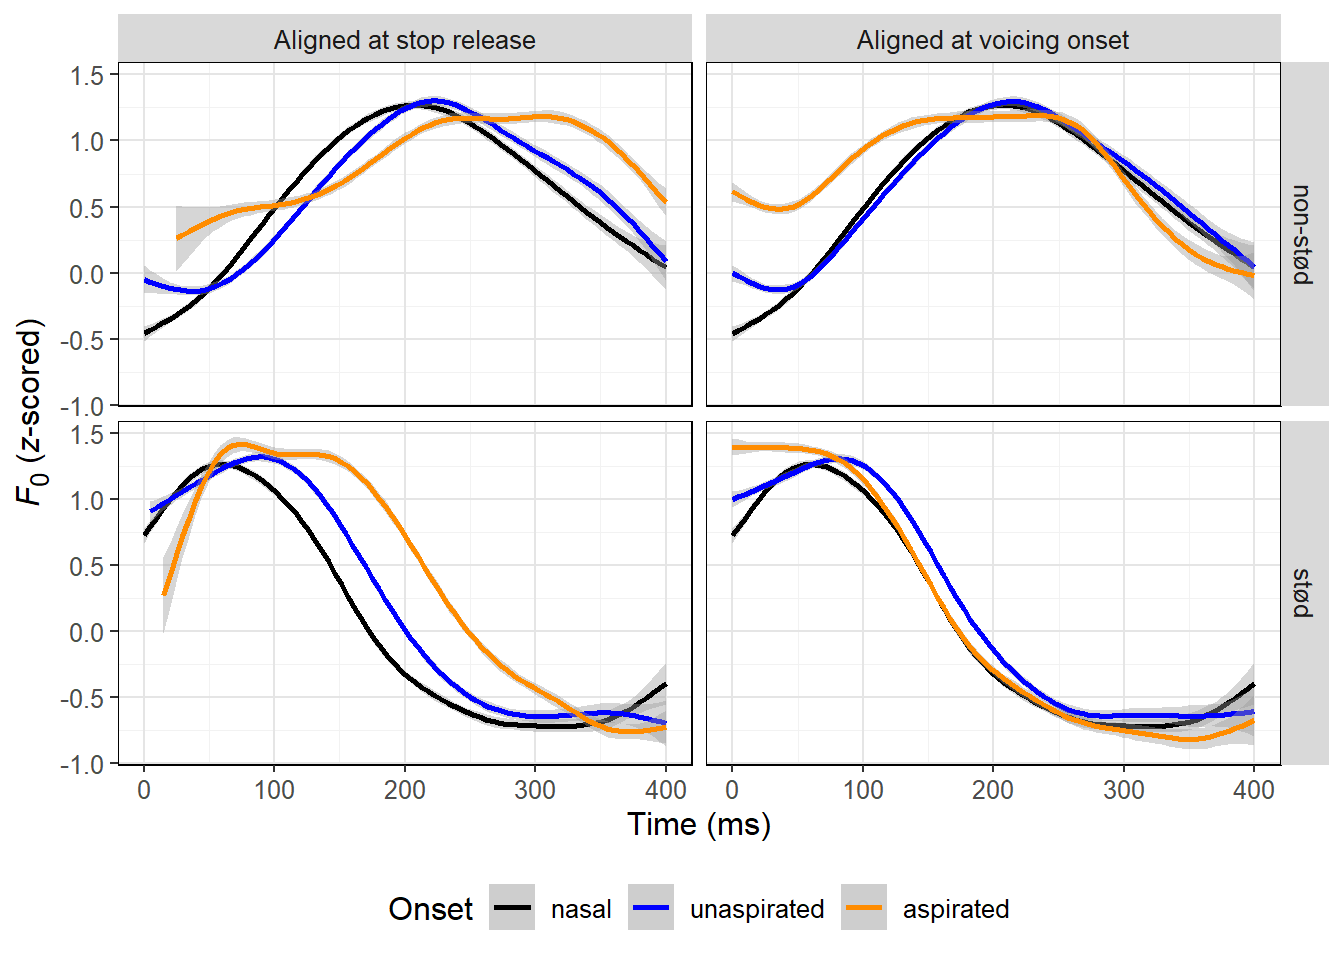 Aligned at stop release
Aligned at voicing onset
1.5
1.0
0.5
0.0
-0.5
-1.0
non-stød
F0 (z-scored)
1.5
1.0
0.5
0.0
-0.5
-1.0
stød
0 100 200 300 400
0 100 200 300 400
Time (ms)
Onset nasal unaspirated aspirated